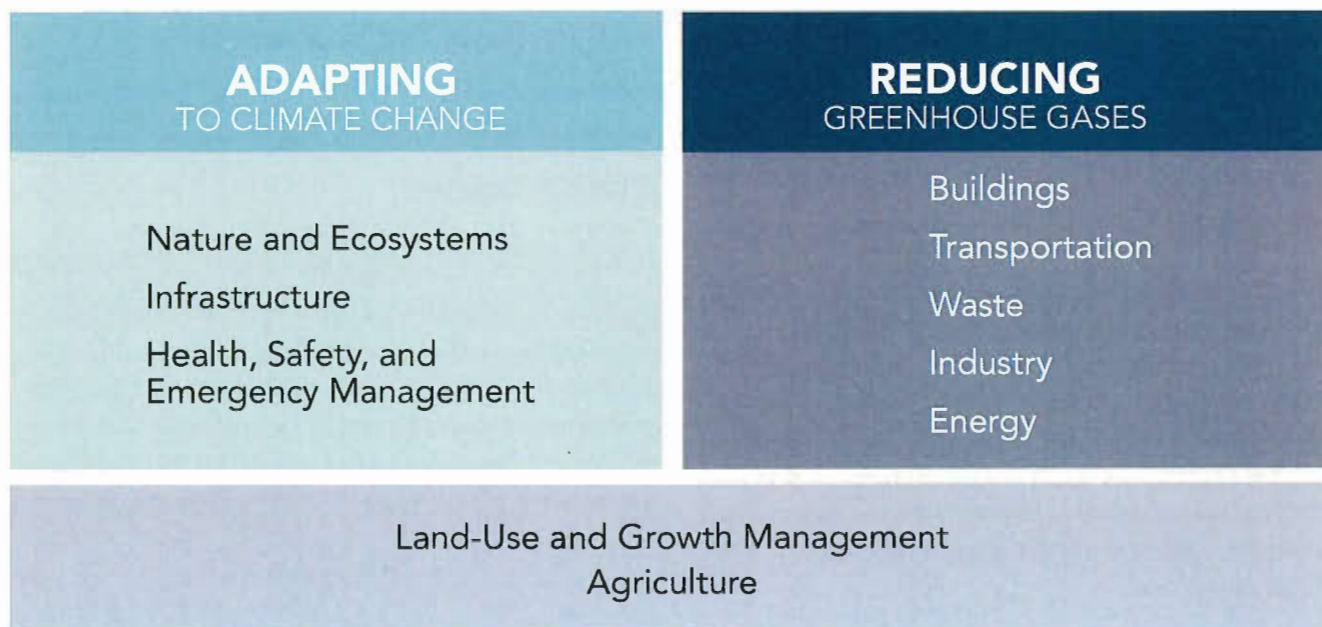 ADAPTING
TO CLIMATE CHANGE
Nature and Ecosystems
Infrastructure
Health, Safety, and
Emergency Management
REDUCING
GREENHOUSE GASES
Buildings
Transportation
Waste
Industry
Energy
Land-Use and Growth Management
Agriculture